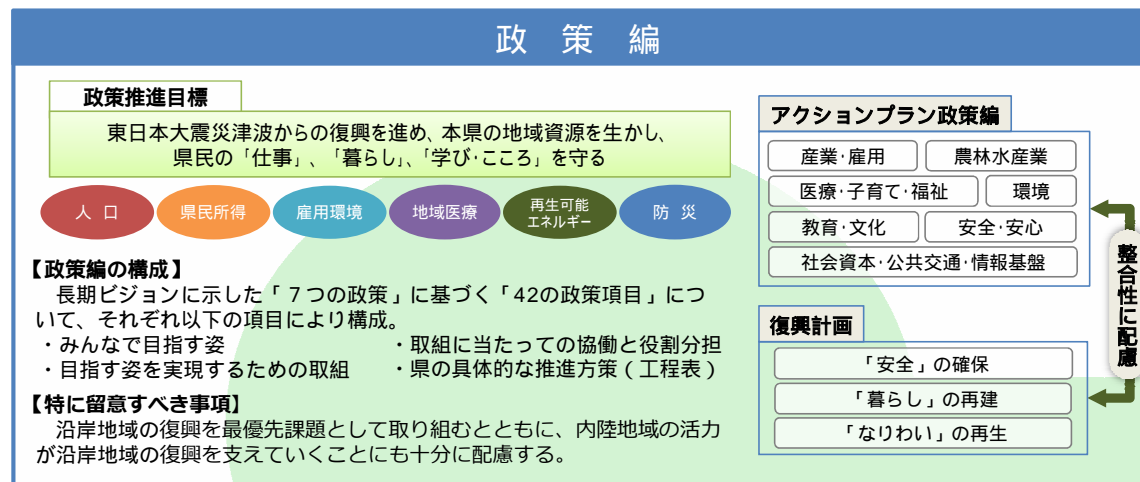 政 策 編
政策推進目標
東日本大震災津波からの復興を進め、本県の地域資源を生かし、
県民の「仕事」、「暮らし」、「学び・こころ」を守る
人 口
県民所得
雇用環境
地域医療
再生可能
エネルギー
防 災
【政策編の構成】
長期ビジョンに示した「７つの政策」に基づく「42の政策項目」につ
いて、それぞれ以下の項目により構成。
・みんなで目指す姿
・取組に当たっての協働と役割分担
・目指す姿を実現するための取組
・県の具体的な推進方策（工程表）
【特に留意すべき事項】
沿岸地域の復興を最優先課題として取り組むとともに、内陸地域の活力
が沿岸地域の復興を支えていくことにも十分に配慮する。
アクションプラン政策編
産業・雇用
農林水産業
医療・子育て・福祉
環境
教育・文化
安全・安心
社会資本・公共交通・情報基盤
復興計画
「安全」の確保
「暮らし」の再建
「なりわい」の再生
整合性に配慮